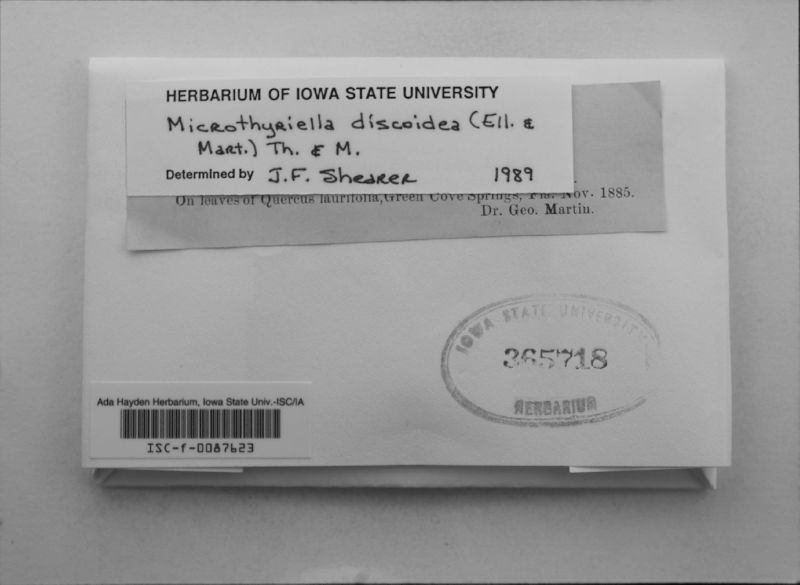 HERBARIUM OF IOWA STATE UNIVERSITY
Microthyriella discoidea (Ell. &
Mart.) Th. & M.
Determined by J.F. Shearer 1989
On leaves of Quercus laurifolia, Green Cove Springs, Fla. Nov. 1885.
Dr. Geo. Martin.
IOWA STATE UNIVERSITY
365718
HERBARIUM
Ada Hayden Herbarium, Iowa State Univ.-ISC/IA
ISC-f-0087623